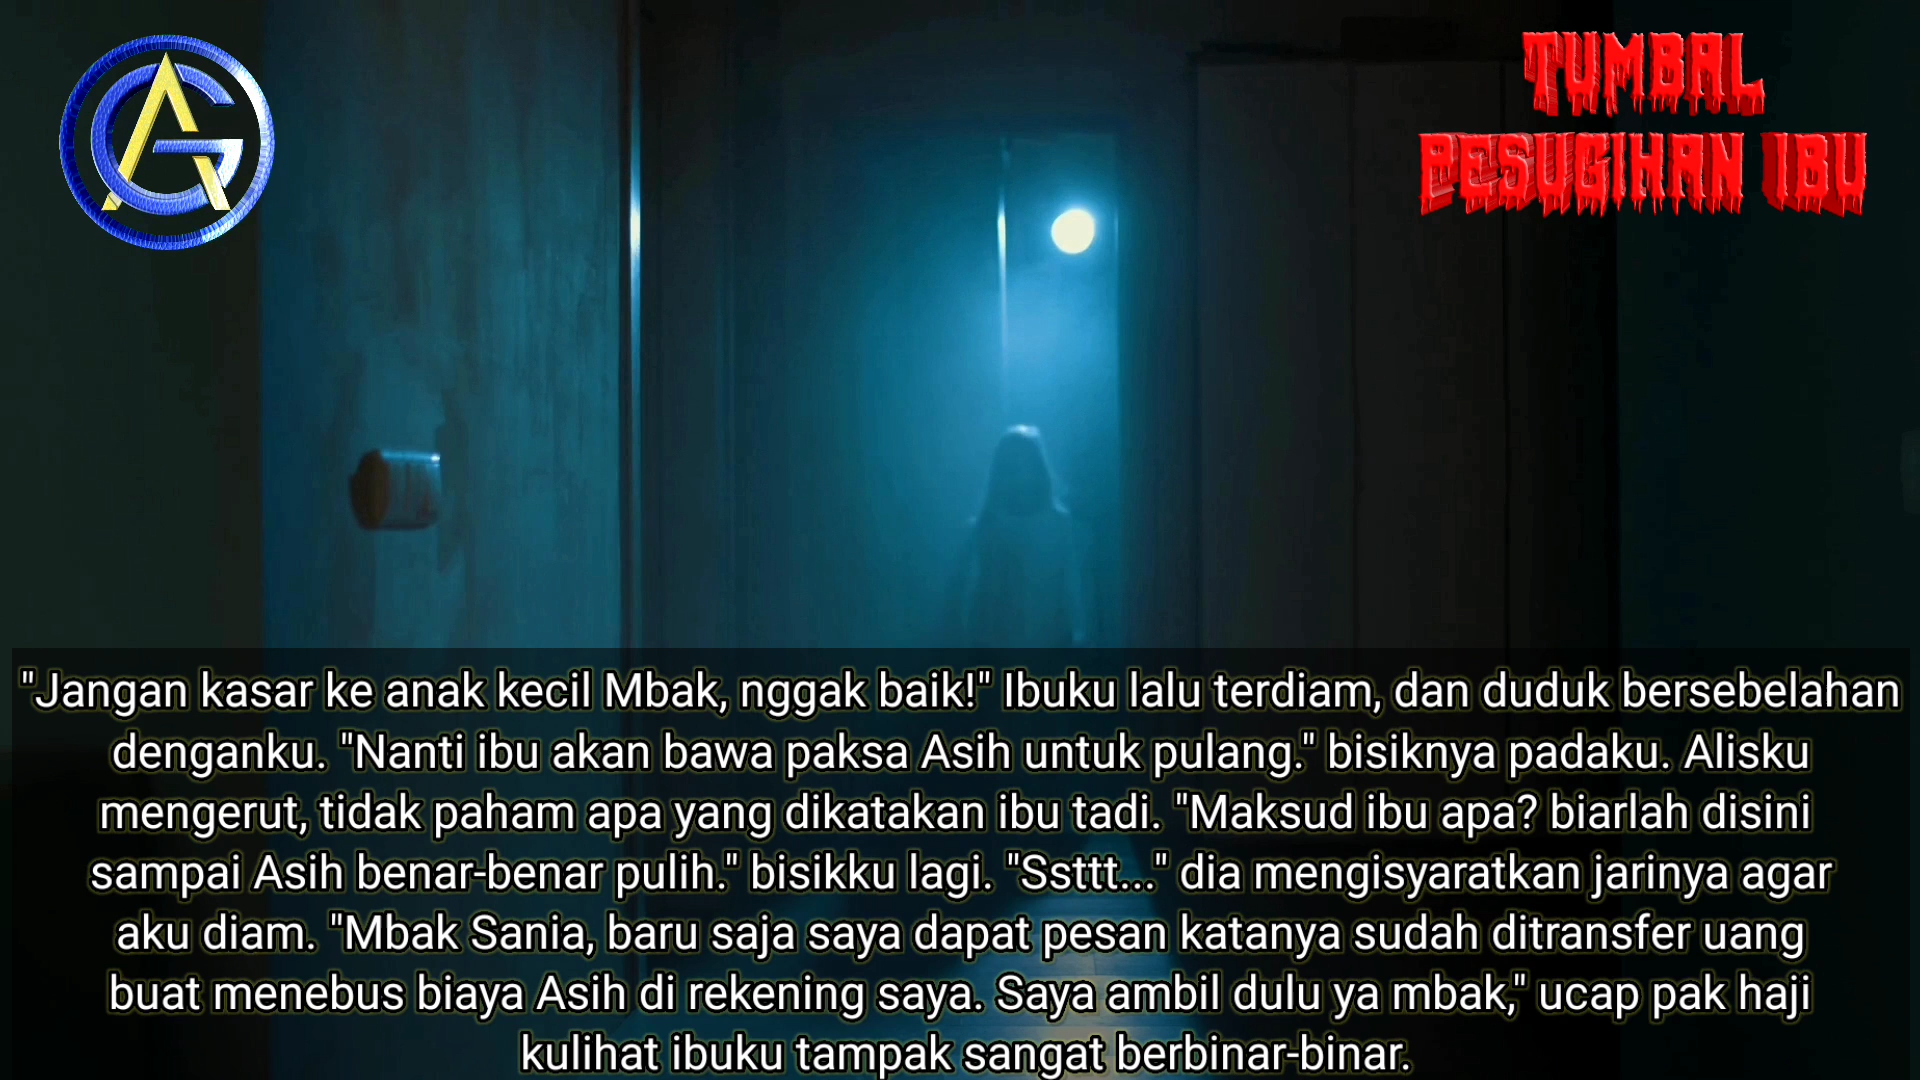 TUMBAL
PESUGIHAN IBU
"Jangan kasar ke anak kecil Mbak, nggak baik!" Ibuku lalu terdiam, dan duduk bersebelahan
denganku. "Nanti ibu akan bawa paksa Asih untuk pulang." bisiknya padaku. Alisku
mengerut, tidak paham apa yang dikatakan ibu tadi. "Maksud ibu apa? biarlah disini
sampai Asih benar-benar pulih." bisikku lagi. "Ssttt..." dia mengisyaratkan jarinya agar
aku diam. "Mbak Sania, baru saja saya dapat pesan katanya sudah ditransfer uang
buat menebus biaya Asih di rekening saya. Saya ambil dulu ya mbak," ucap pak haji
kulihat ibuku tampak sangat berbinar-binar.